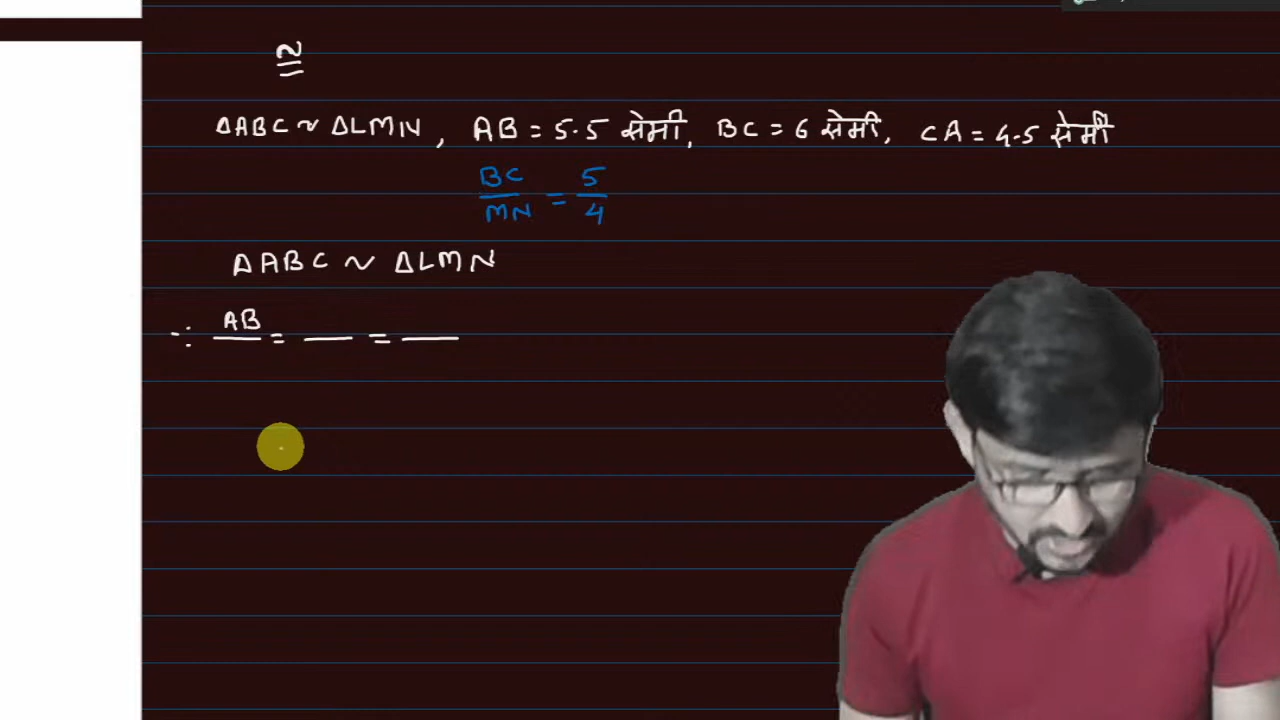 ≅
ΔABC ~ ΔLMN, AB = 5.5 सेमी, BC = 6 सेमी, CA = 4.5 सेमी
BC/MN = 5/4
ΔABC ~ ΔLMN
∵ AB/__ = __ = __